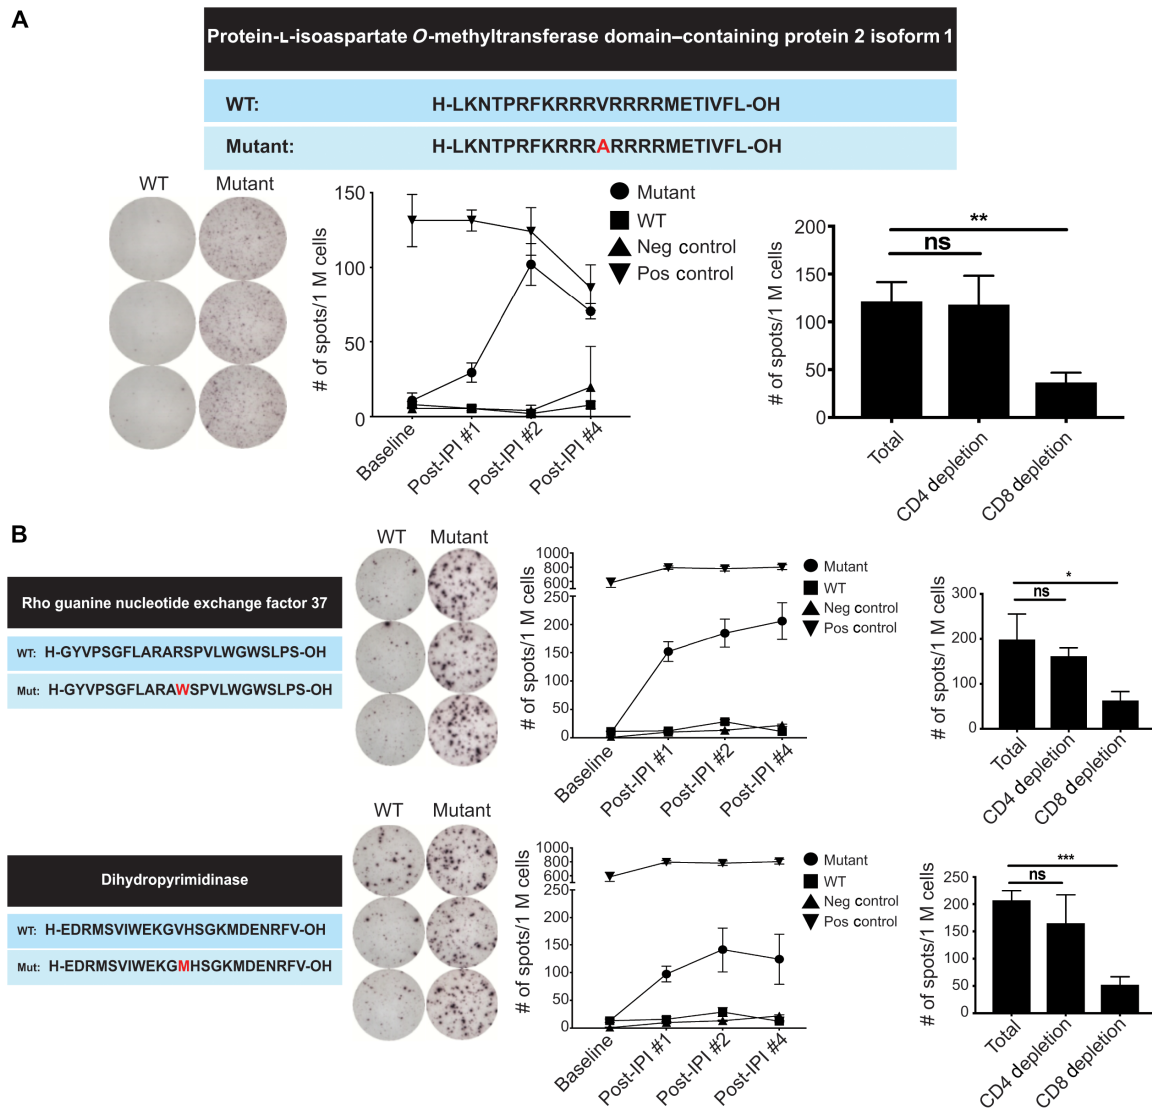 A
Protein-L-isoaspartate O-methyltransferase domain–containing protein 2 isoform 1
WT: H-LKNTPRFKRRRVRRRRMETIVFL-OH
Mutant: H-LKNTPRFKRRRARRRRMETIVFL-OH
WT Mutant
# of spots/1 M cells
150
100
50
0
Baseline
Post-IPI #1
Post-IPI #2
Post-IPI #4
Mutant
WT
Neg control
Pos control
# of spots/1 M cells
200
150
100
50
0
**
ns
Total
CD4 depletion
CD8 depletion
B
Rho guanine nucleotide exchange factor 37
WT: H-GYVPSGFLARARSPVLWGWSLPS-OH
Mut: H-GYVPSGFLARAWSPVLWGWSLPS-OH
WT Mutant
# of spots/1 M cells
1000
800
600
250
200
150
100
50
0
Baseline
Post-IPI #1
Post-IPI #2
Post-IPI #4
Mutant
WT
Neg control
Pos control
# of spots/1 M cells
300
200
100
0
*
ns
Total
CD4 depletion
CD8 depletion
Dihydropyrimidinase
WT: H-EDRMSVIWEKGVHSGKMDENRFV-OH
Mut: H-EDRMSVIWEKGMHSGKMDENRFV-OH
WT Mutant
# of spots/1 M cells
1000
800
600
250
200
150
100
50
0
Baseline
Post-IPI #1
Post-IPI #2
Post-IPI #4
Mutant
WT
Neg control
Pos control
# of spots/1 M cells
250
200
150
100
50
0
***
ns
Total
CD4 depletion
CD8 depletion